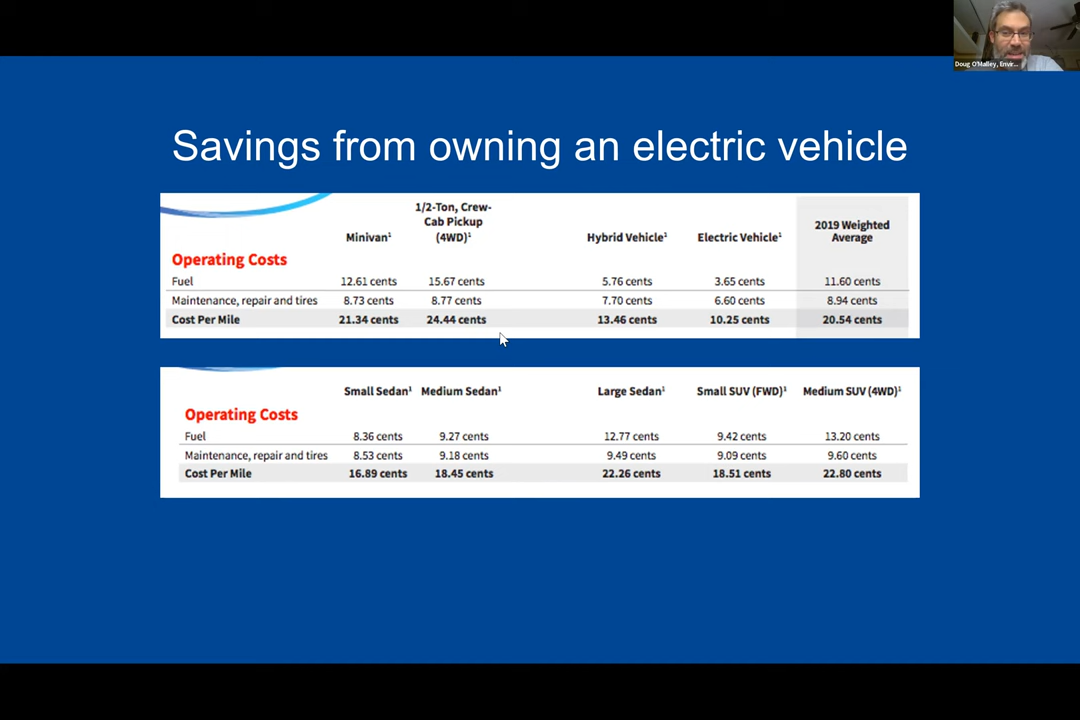 Doug O'Malley, Envir...
Savings from owning an electric vehicle
1/2-Ton, Crew-
Cab Pickup
(4WD)¹
Minivan¹ Hybrid Vehicle¹ Electric Vehicle¹ 2019 Weighted
Average
Operating Costs
Fuel 12.61 cents 15.67 cents 5.76 cents 3.65 cents 11.60 cents
Maintenance, repair and tires 8.73 cents 8.77 cents 7.70 cents 6.60 cents 8.94 cents
Cost Per Mile 21.34 cents 24.44 cents 13.46 cents 10.25 cents 20.54 cents
Small Sedan¹ Medium Sedan¹ Large Sedan¹ Small SUV (FWD)¹ Medium SUV (4WD)¹
Operating Costs
Fuel 8.36 cents 9.27 cents 12.77 cents 9.42 cents 13.20 cents
Maintenance, repair and tires 8.53 cents 9.18 cents 9.49 cents 9.09 cents 9.60 cents
Cost Per Mile 16.89 cents 18.45 cents 22.26 cents 18.51 cents 22.80 cents